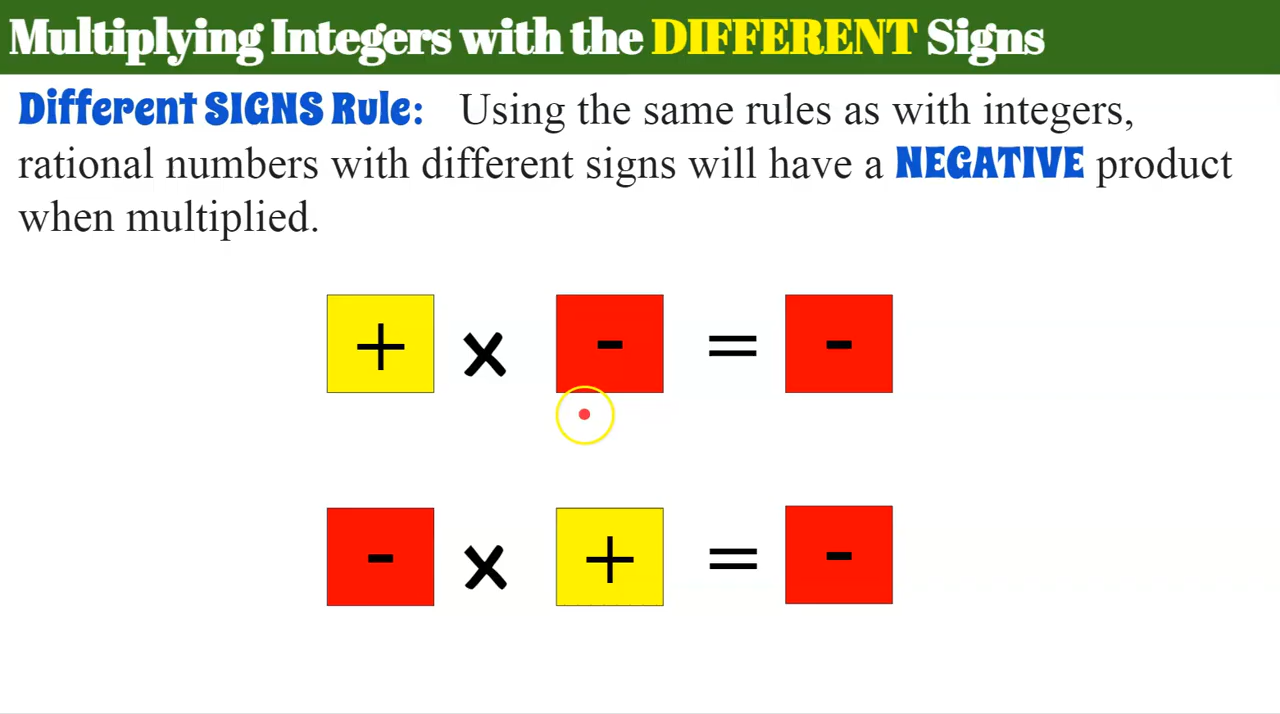 Multiplying Integers with the DIFFERENT Signs
Different SIGNS Rule: Using the same rules as with integers,
rational numbers with different signs will have a NEGATIVE product
when multiplied.
+ x - = -
- x + = -